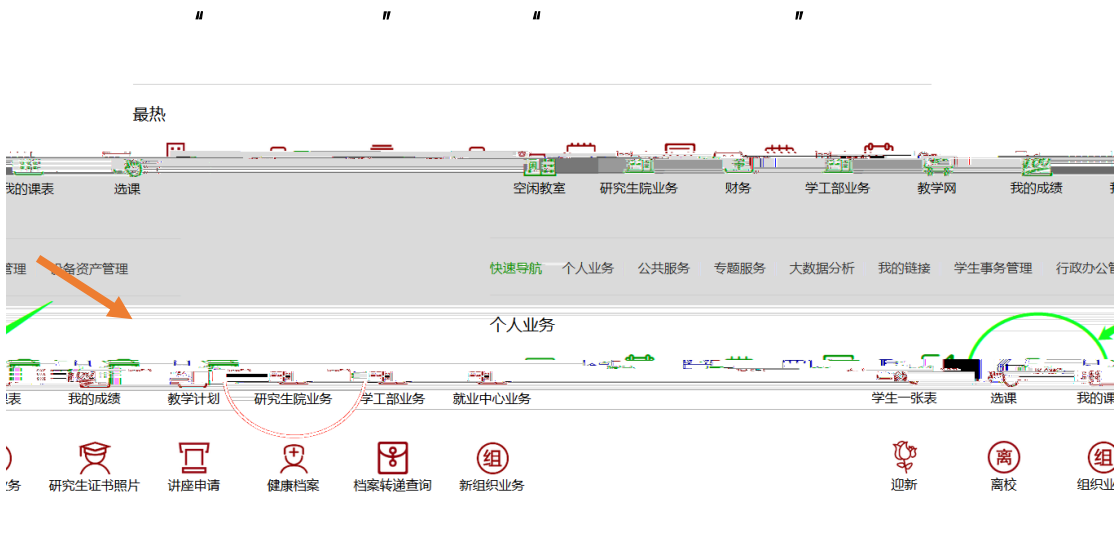 “ ” “ ”
最热
我的课表 选课 空闲教室 研究生院业务 财务 学工部业务 教学网 我的成绩
管理 设备资产管理 快速导航 个人业务 公共服务 专题服务 大数据分析 我的链接 学生事务管理 行政办公管
个人业务
课表 我的成绩 教学计划 研究生院业务 学工部业务 就业中心业务 学生一张表 选课 我的课
务 研究生证书照片 讲座申请 健康档案 档案转递查询 组 新组织业务 迎新 离 离校 组 组织业